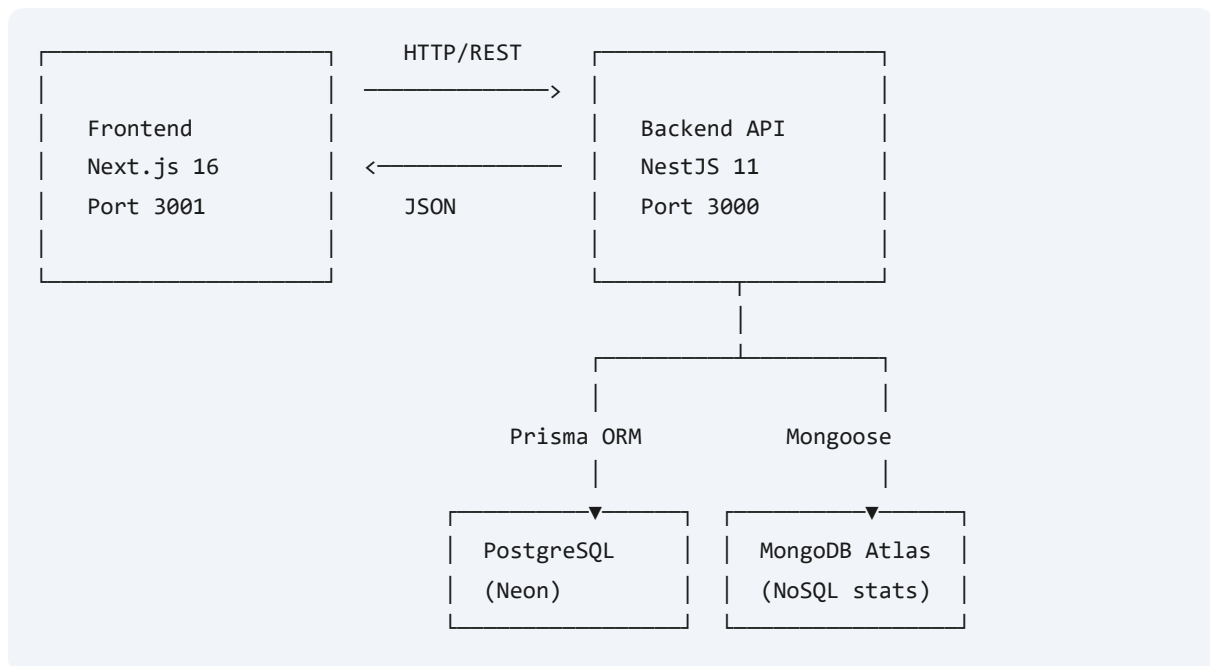 HTTP/REST
Frontend
Next.js 16
Port 3001
JSON
Backend API
NestJS 11
Port 3000
Prisma ORM
Mongoose
PostgreSQL
(Neon)
MongoDB Atlas
(NoSQL stats)